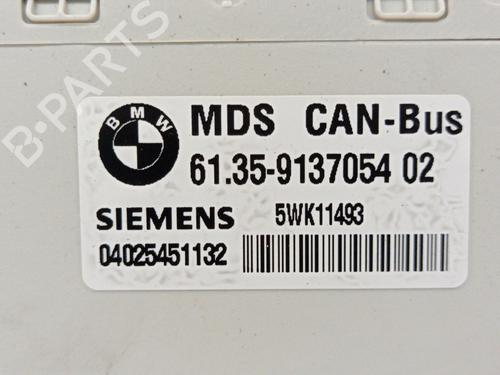 B-PARTS
BMW
MDS CAN-Bus
61.35-9137054 02
SIEMENS 5WK11493
04025451132